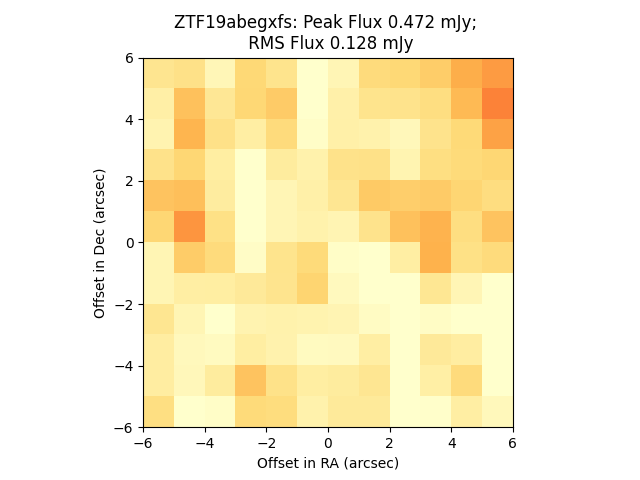 ZTF19abegxfs: Peak Flux 0.472 mJy;
RMS Flux 0.128 mJy
6
4
2
0
−2
−4
−6
Offset in Dec (arcsec)
−6 −4 −2 0 2 4 6
Offset in RA (arcsec)